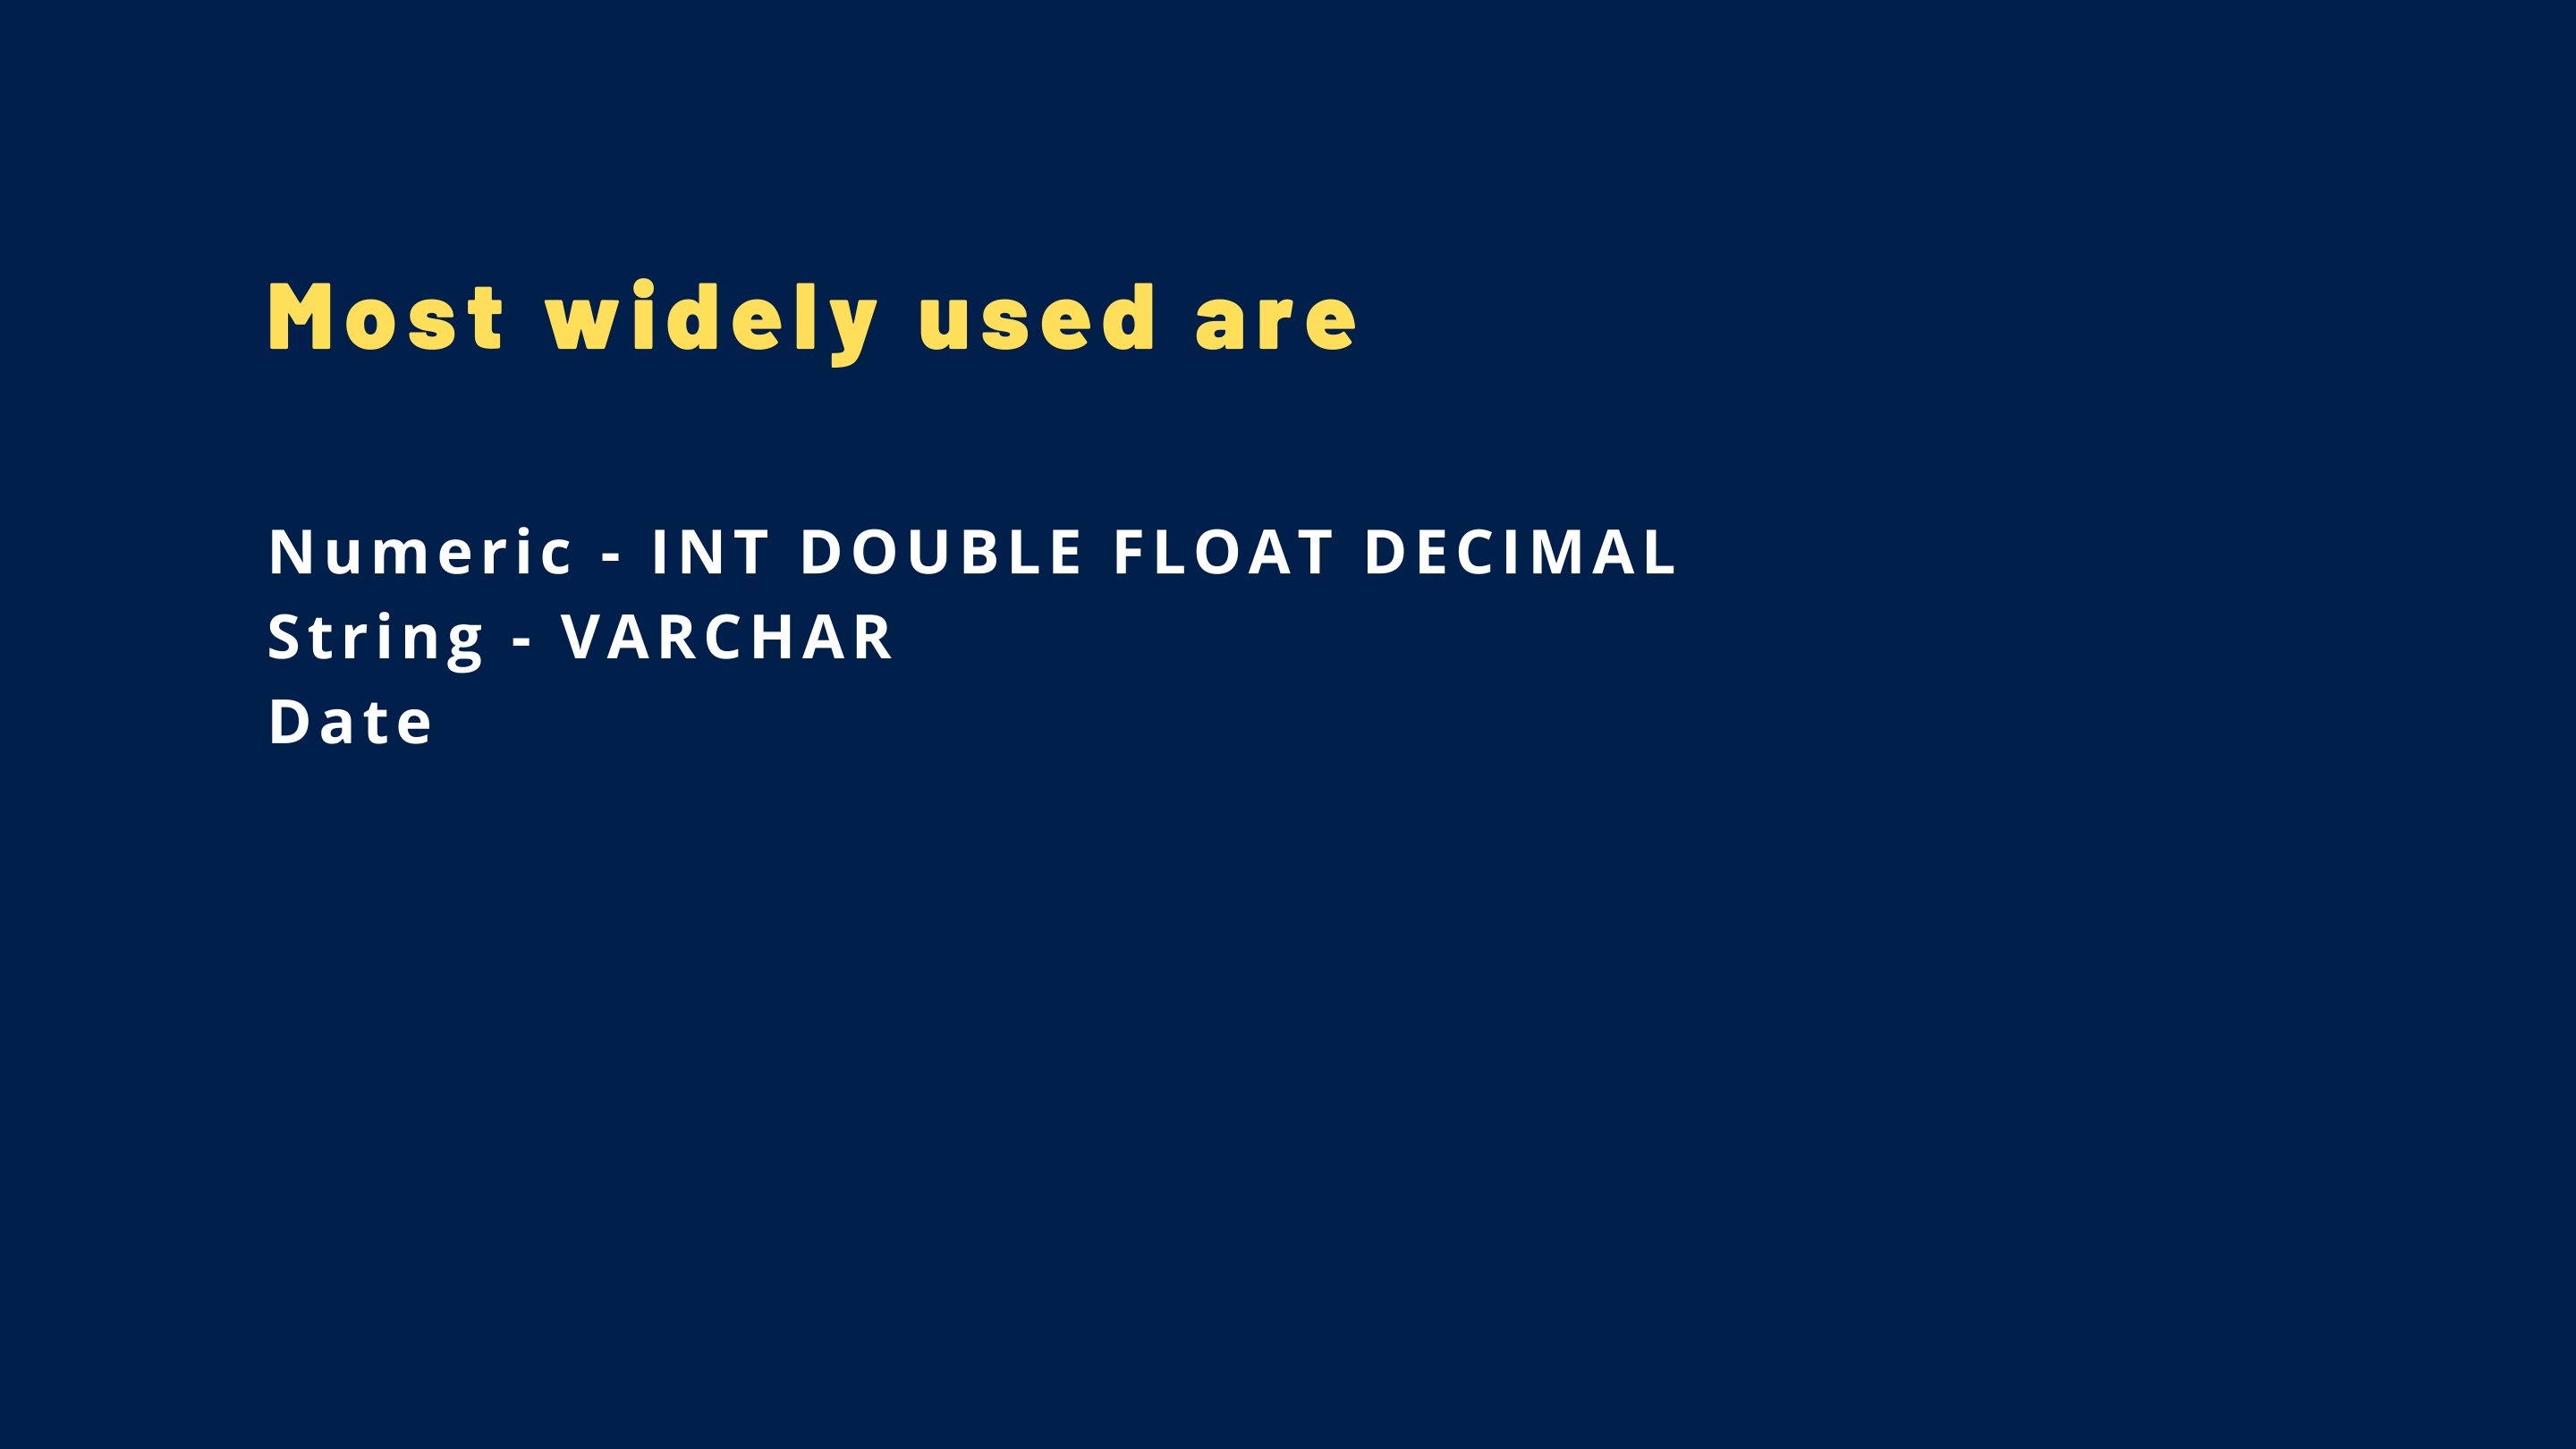 Most widely used are
Numeric - INT DOUBLE FLOAT DECIMAL
String - VARCHAR
Date